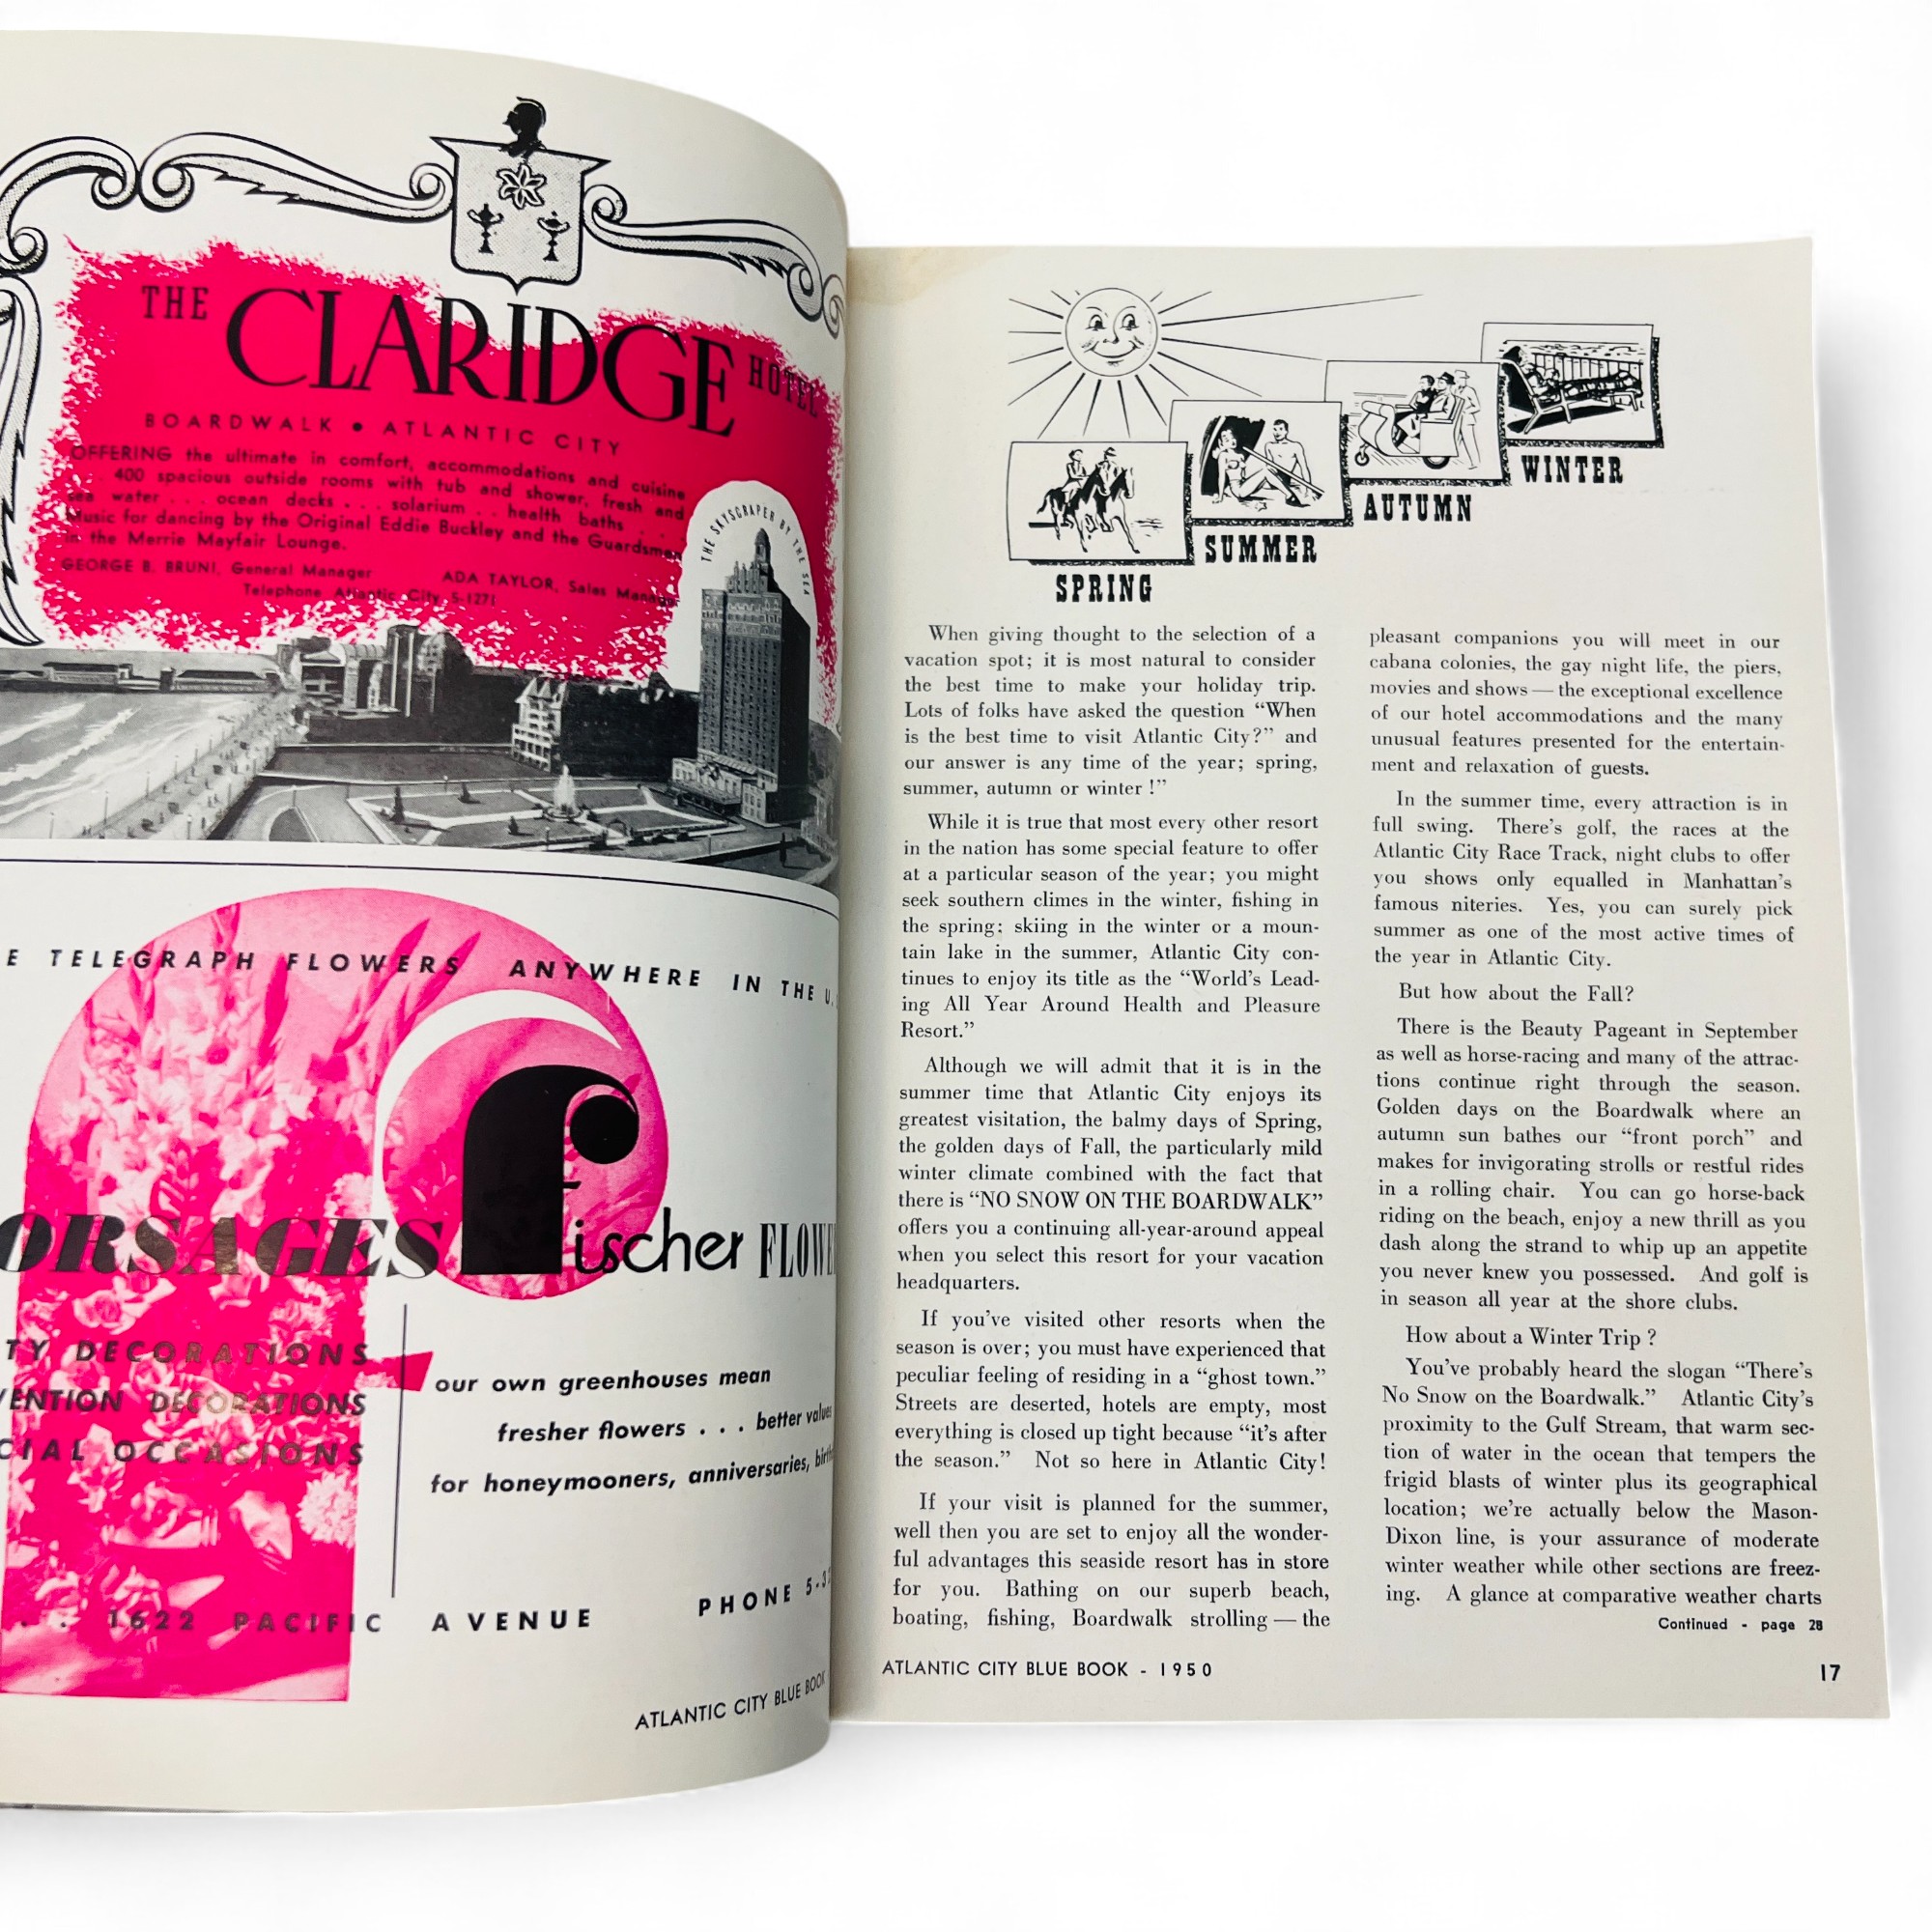 THE CLARIDGE HOTEL
BOARDWALK • ATLANTIC CITY
OFFERING the ultimate in comfort, accommodations and cuisine
. . 400 spacious outside rooms with tub and shower, fresh and
sea water . . . ocean decks . . . solarium . . health baths . .
Music for dancing by the Original Eddie Buckley and the Guardsmen
in the Merrie Mayfair Lounge.
GEORGE B. BRUNI, General Manager
ADA TAYLOR, Sales Manager
Telephone Atlantic City 5-1271
THE SKYSCRAPER BY THE SEA
TELEGRAPH FLOWERS ANYWHERE IN THE U.
ORSAGES fischer FLOWE
TY DECORATIONS
VENTION DECORATIONS
CIAL OCCASIONS
our own greenhouses mean
fresher flowers . . . better values
for honeymooners, anniversaries, birth
. . 1622 PACIFIC AVENUE
PHONE 5-3
ATLANTIC CITY BLUE BOOK
SPRING
SUMMER
AUTUMN
WINTER
When giving thought to the selection of a
vacation spot; it is most natural to consider
the best time to make your holiday trip.
Lots of folks have asked the question “When
is the best time to visit Atlantic City?” and
our answer is any time of the year; spring,
summer, autumn or winter !”
While it is true that most every other resort
in the nation has some special feature to offer
at a particular season of the year; you might
seek southern climes in the winter, fishing in
the spring; skiing in the winter or a moun-
tain lake in the summer, Atlantic City con-
tinues to enjoy its title as the “World’s Lead-
ing All Year Around Health and Pleasure
Resort.”
Although we will admit that it is in the
summer time that Atlantic City enjoys its
greatest visitation, the balmy days of Spring,
the golden days of Fall, the particularly mild
winter climate combined with the fact that
there is “NO SNOW ON THE BOARDWALK”
offers you a continuing all-year-around appeal
when you select this resort for your vacation
headquarters.
If you’ve visited other resorts when the
season is over; you must have experienced that
peculiar feeling of residing in a “ghost town.”
Streets are deserted, hotels are empty, most
everything is closed up tight because “it’s after
the season.” Not so here in Atlantic City!
If your visit is planned for the summer,
well then you are set to enjoy all the wonder-
ful advantages this seaside resort has in store
for you. Bathing on our superb beach,
boating, fishing, Boardwalk strolling — the
pleasant companions you will meet in our
cabana colonies, the gay night life, the piers,
movies and shows — the exceptional excellence
of our hotel accommodations and the many
unusual features presented for the entertain-
ment and relaxation of guests.
In the summer time, every attraction is in
full swing. There’s golf, the races at the
Atlantic City Race Track, night clubs to offer
you shows only equalled in Manhattan’s
famous niteries. Yes, you can surely pick
summer as one of the most active times of
the year in Atlantic City.
But how about the Fall?
There is the Beauty Pageant in September
as well as horse-racing and many of the attrac-
tions continue right through the season.
Golden days on the Boardwalk where an
autumn sun bathes our “front porch” and
makes for invigorating strolls or restful rides
in a rolling chair. You can go horse-back
riding on the beach, enjoy a new thrill as you
dash along the strand to whip up an appetite
you never knew you possessed. And golf is
in season all year at the shore clubs.
How about a Winter Trip ?
You’ve probably heard the slogan “There’s
No Snow on the Boardwalk.” Atlantic City’s
proximity to the Gulf Stream, that warm sec-
tion of water in the ocean that tempers the
frigid blasts of winter plus its geographical
location; we’re actually below the Mason-
Dixon line, is your assurance of moderate
winter weather while other sections are freez-
ing. A glance at comparative weather charts
Continued - page 28
ATLANTIC CITY BLUE BOOK - 1950
17